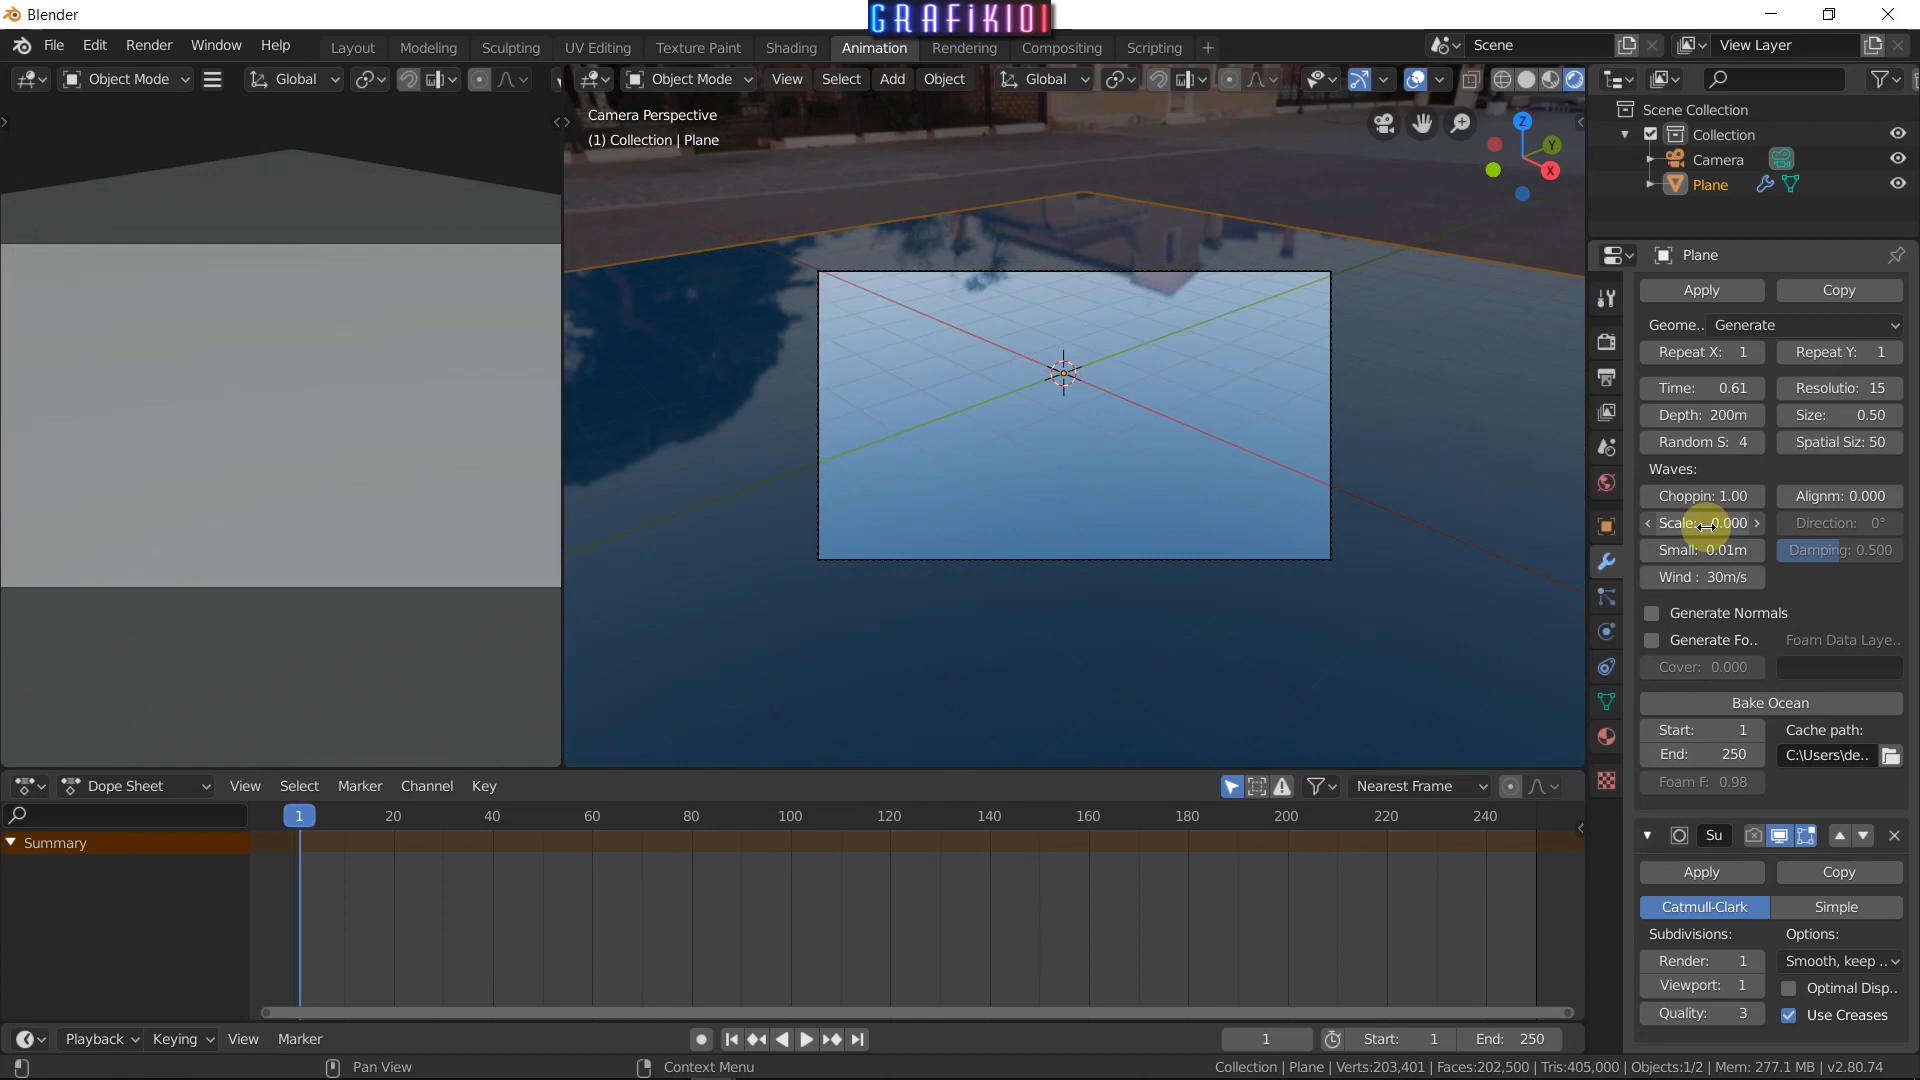 Blender
GRAFiK101
File Edit Render Window Help
Layout Modeling Sculpting UV Editing Texture Paint Shading Animation Rendering Compositing Scripting +
Scene
View Layer
Object Mode
Global
Object Mode View Select Add Object
Global
Camera Perspective
(1) Collection | Plane
Z
Y
X
Scene Collection
Collection
Camera
Plane
Plane
Apply Copy
Geome.. Generate
Repeat X: 1 Repeat Y: 1
Time: 0.61 Resolutio: 15
Depth: 200m Size: 0.50
Random S: 4 Spatial Siz: 50
Waves:
Choppin: 1.00 Alignm: 0.000
Scale: 0.000 Direction: 0°
Small: 0.01m Damping: 0.500
Wind : 30m/s
Generate Normals
Generate Fo.. Foam Data Laye..
Cover: 0.000
Bake Ocean
Start: 1 Cache path:
End: 250 C:\Users\de..
Foam F: 0.98
Su
Apply Copy
Catmull-Clark Simple
Subdivisions: Options:
Render: 1 Smooth, keep ..
Viewport: 1 Optimal Disp..
Quality: 3 Use Creases
Dope Sheet View Select Marker Channel Key
Nearest Frame
1 20 40 60 80 100 120 140 160 180 200 220 240
Summary
Playback Keying View Marker
1 Start: 1 End: 250
Pan View
Context Menu
Collection | Plane | Verts:203,401 | Faces:202,500 | Tris:405,000 | Objects:1/2 | Mem: 277.1 MB | v2.80.74